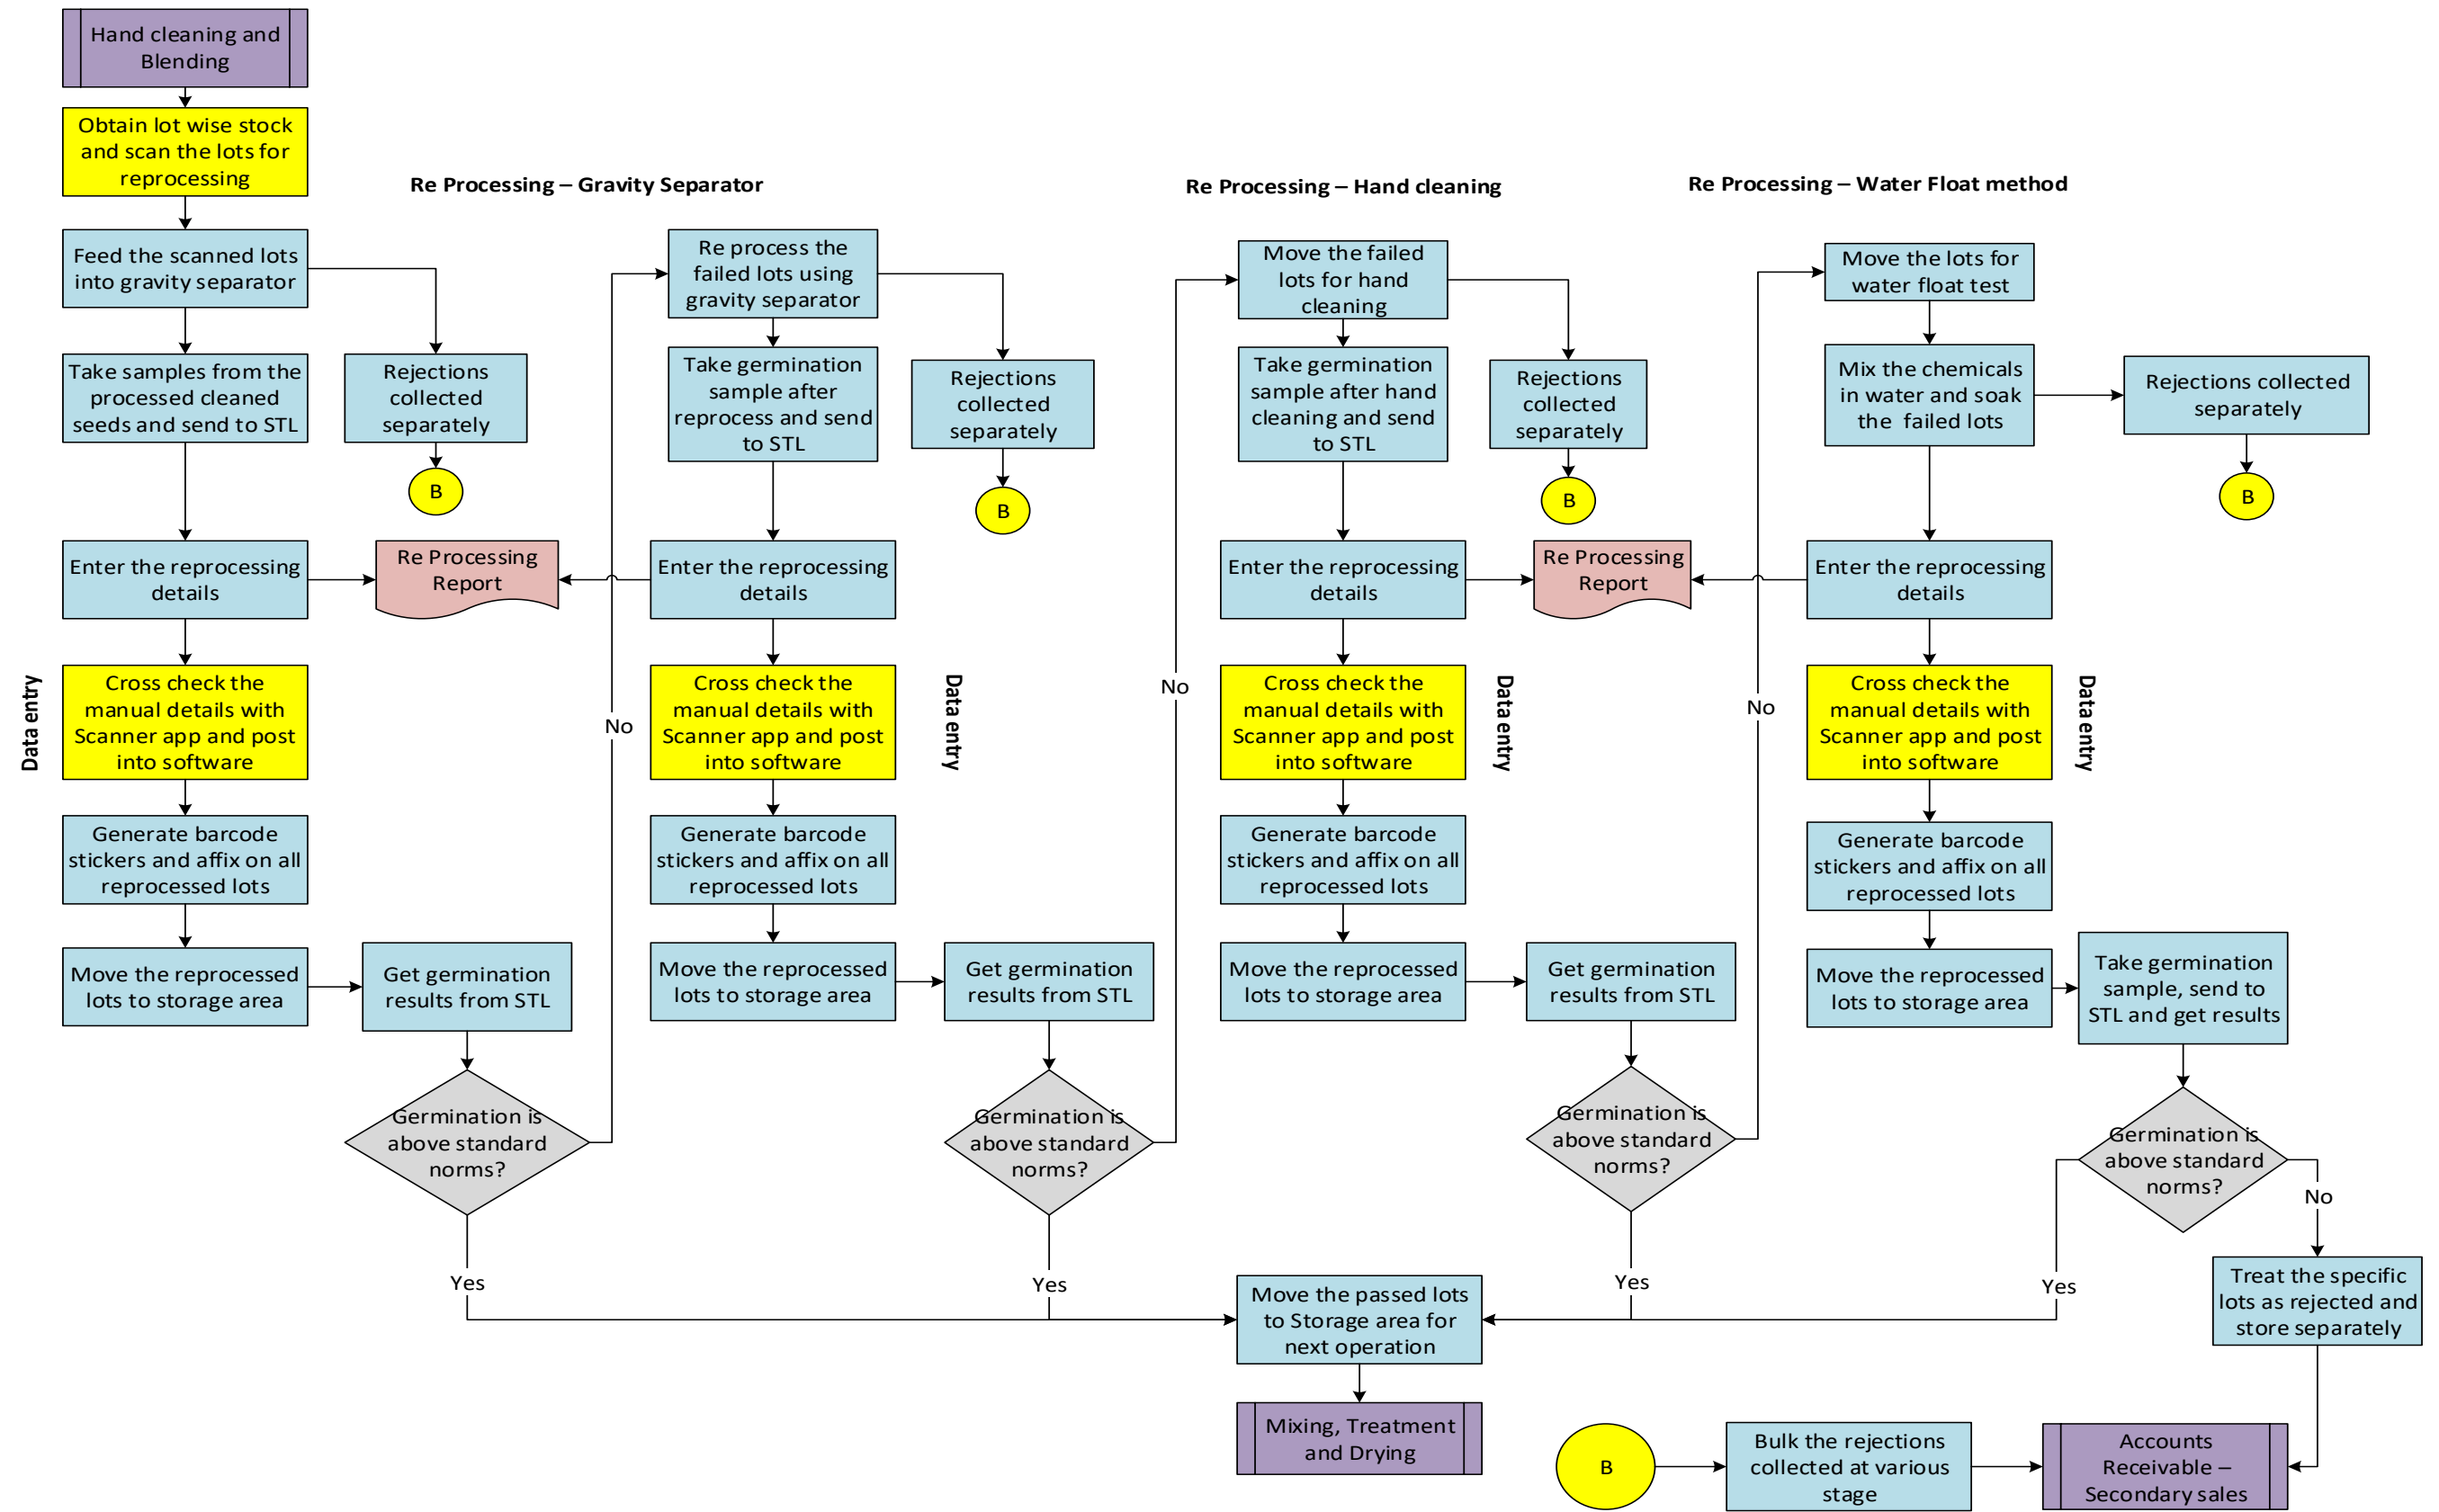 Hand cleaning and
Blending
Obtain lot wise stock
and scan the lots for
reprocessing
Feed the scanned lots
into gravity separator
Take samples from the
processed cleaned
seeds and send to STL
Rejections
collected
separately
B
Enter the reprocessing
details
Re Processing
Report
Data entry
Cross check the
manual details with
Scanner app and post
into software
Generate barcode
stickers and affix on all
reprocessed lots
Move the reprocessed
lots to storage area
Get germination
results from STL
Germination is
above standard
norms?
No
Yes
Re Processing – Gravity Separator
Re process the
failed lots using
gravity separator
Take germination
sample after
reprocess and send
to STL
Rejections
collected
separately
B
Enter the reprocessing
details
Cross check the
manual details with
Scanner app and post
into software
Data entry
Generate barcode
stickers and affix on all
reprocessed lots
Move the reprocessed
lots to storage area
Get germination
results from STL
Germination is
above standard
norms?
No
Yes
Re Processing – Hand cleaning
Move the failed
lots for hand
cleaning
Take germination
sample after hand
cleaning and send
to STL
Rejections
collected
separately
B
Enter the reprocessing
details
Re Processing
Report
Cross check the
manual details with
Scanner app and post
into software
Data entry
Generate barcode
stickers and affix on all
reprocessed lots
Move the reprocessed
lots to storage area
Get germination
results from STL
Germination is
above standard
norms?
No
Yes
Re Processing – Water Float method
Move the lots for
water float test
Mix the chemicals
in water and soak
the failed lots
Rejections collected
separately
B
Enter the reprocessing
details
Cross check the
manual details with
Scanner app and post
into software
Data entry
Generate barcode
stickers and affix on all
reprocessed lots
Move the reprocessed
lots to storage area
Take germination
sample, send to
STL and get results
Germination is
above standard
norms?
No
Yes
Treat the specific
lots as rejected and
store separately
Move the passed lots
to Storage area for
next operation
Mixing, Treatment
and Drying
B
Bulk the rejections
collected at various
stage
Accounts
Receivable –
Secondary sales